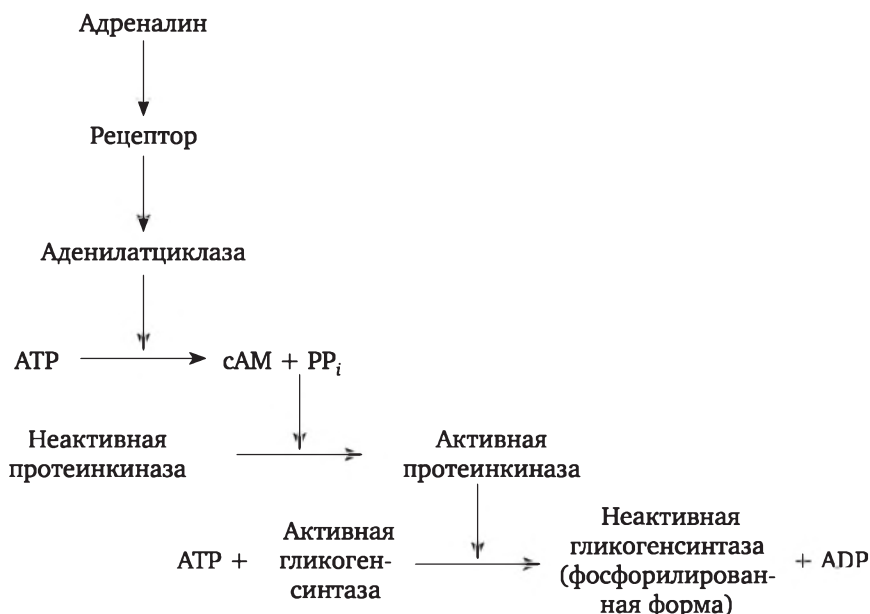 Адреналин
Рецептор
Аденилатциклаза
ATP
cAM + PPi
Неактивная
протеинкиназа
Активная
протеинкиназа
ATP +
Активная
гликоген-
синтаза
Неактивная
гликогенсинтаза
(фосфорилирован-
ная форма)
+ ADP